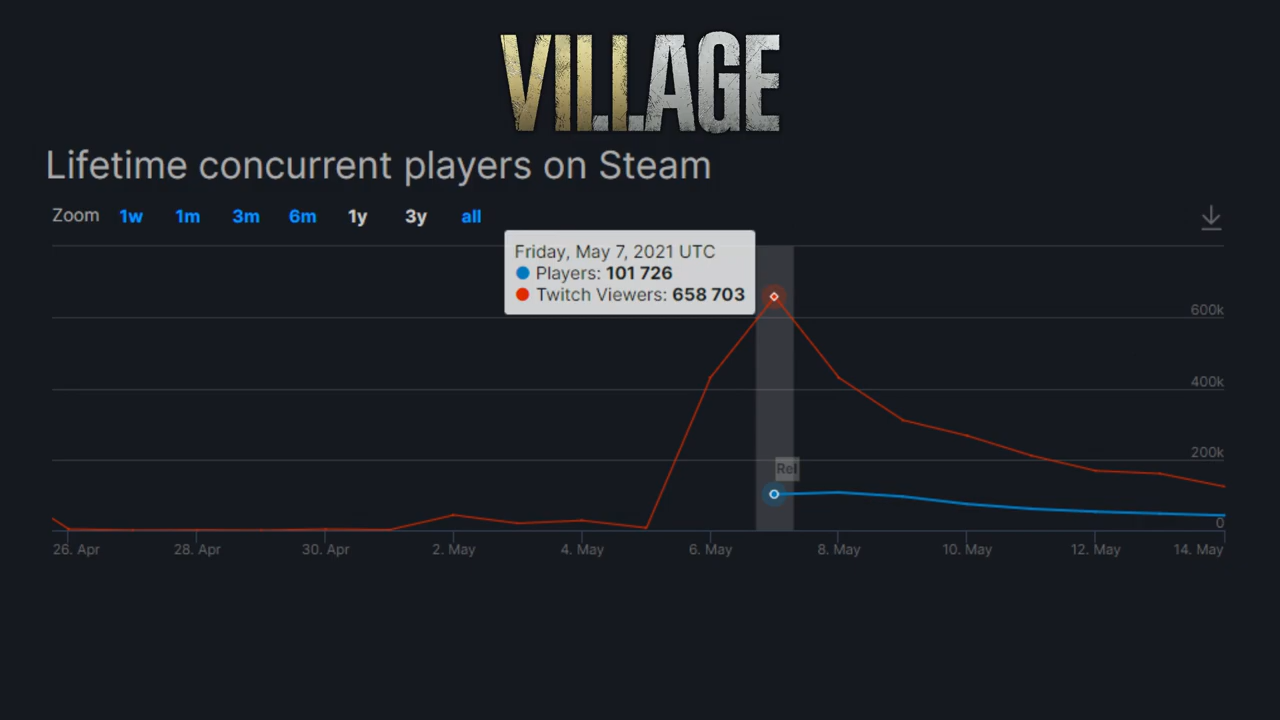 VILLAGE
Lifetime concurrent players on Steam
Zoom 1w 1m 3m 6m 1y 3y all
Friday, May 7, 2021 UTC
Players: 101 726
Twitch Viewers: 658 703
600k
400k
200k
Rel
0
26. Apr 28. Apr 30. Apr 2. May 4. May 6. May 8. May 10. May 12. May 14. May